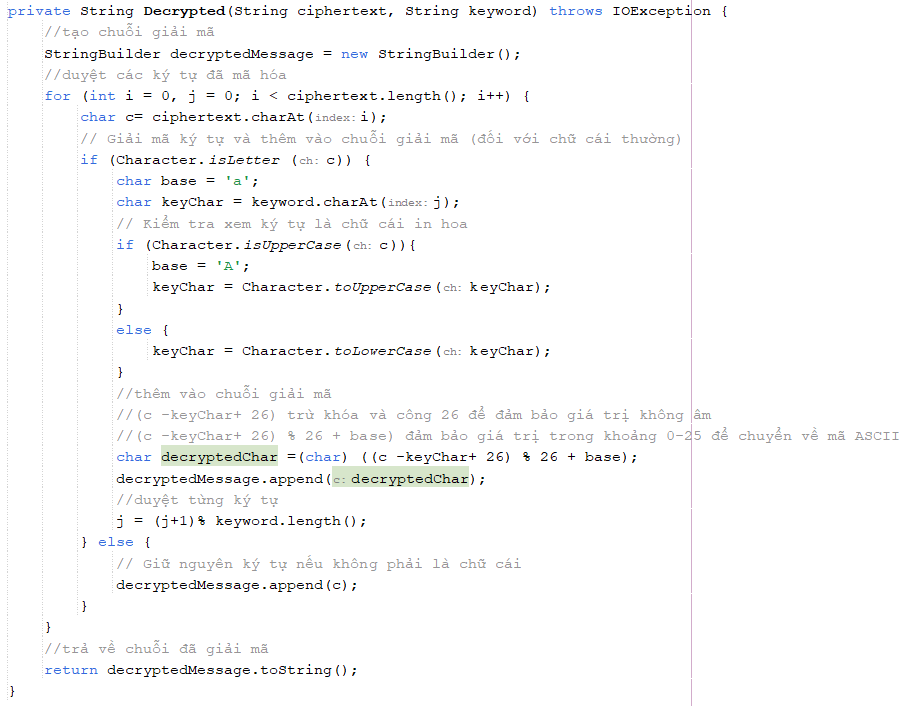 private String Decrypted(String ciphertext, String keyword) throws IOException {
//tạo chuỗi giải mã
StringBuilder decryptedMessage = new StringBuilder();
//duyệt các ký tự đã mã hóa
for (int i = 0, j = 0; i < ciphertext.length(); i++) {
char c= ciphertext.charAt(index: i);
// Giải mã ký tự và thêm vào chuỗi giải mã (đối với chữ cái thường)
if (Character.isLetter (ch: c)) {
char base = 'a';
char keyChar = keyword.charAt(index: j);
// Kiểm tra xem ký tự là chữ cái in hoa
if (Character.isUpperCase(ch: c)){
base = 'A';
keyChar = Character.toUpperCase(ch: keyChar);
}
else {
keyChar = Character.toLowerCase(ch: keyChar);
}
//thêm vào chuỗi giải mã
//(c -keyChar+ 26) trừ khóa và công 26 để đảm bảo giá trị không âm
//(c -keyChar+ 26) % 26 + base) đảm bảo giá trị trong khoảng 0-25 để chuyển về mã ASCII
char decryptedChar =(char) ((c -keyChar+ 26) % 26 + base);
decryptedMessage.append(c: decryptedChar);
//duyệt từng ký tự
j = (j+1)% keyword.length();
} else {
// Giữ nguyên ký tự nếu không phải là chữ cái
decryptedMessage.append(c);
}
}
//trả về chuỗi đã giải mã
return decryptedMessage.toString();
}